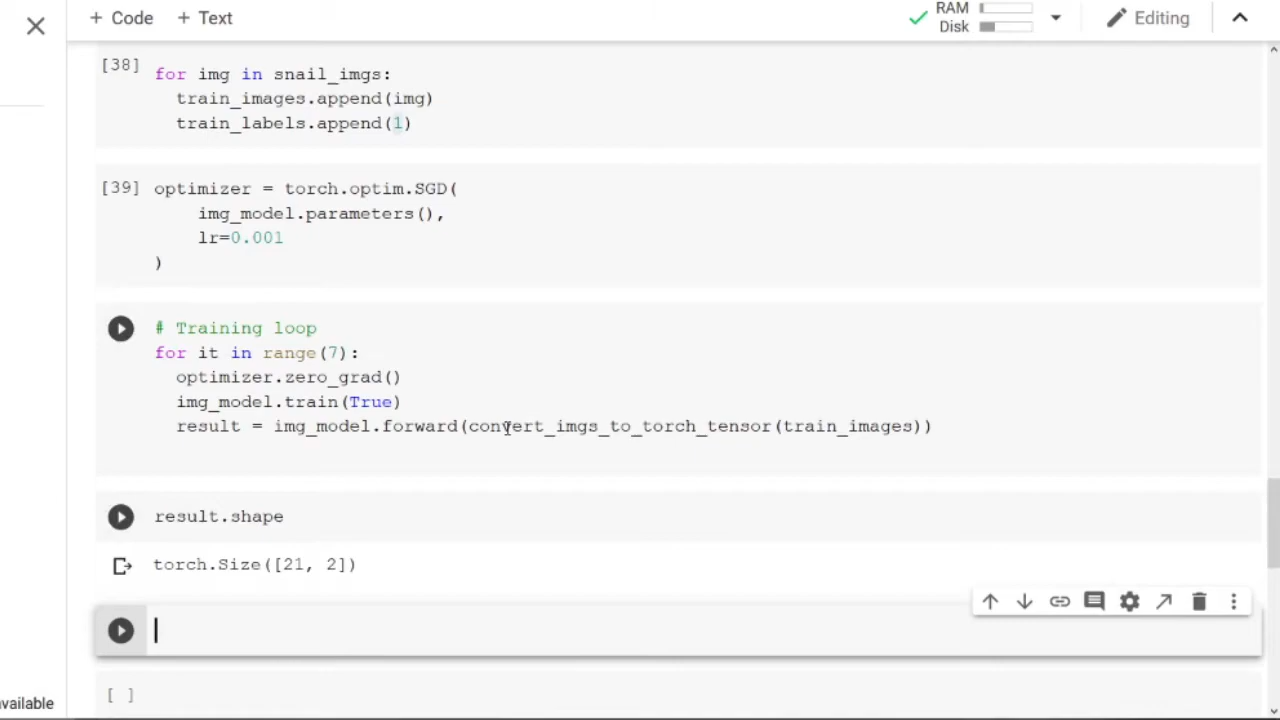 + Code + Text
RAM
Disk
Editing
[38]
for img in snail_imgs:
train_images.append(img)
train_labels.append(1)
[39]
optimizer = torch.optim.SGD(
img_model.parameters(),
lr=0.001
)
# Training loop
for it in range(7):
optimizer.zero_grad()
img_model.train(True)
result = img_model.forward(convert_imgs_to_torch_tensor(train_images))
result.shape
torch.Size([21, 2])
[ ]
vailable